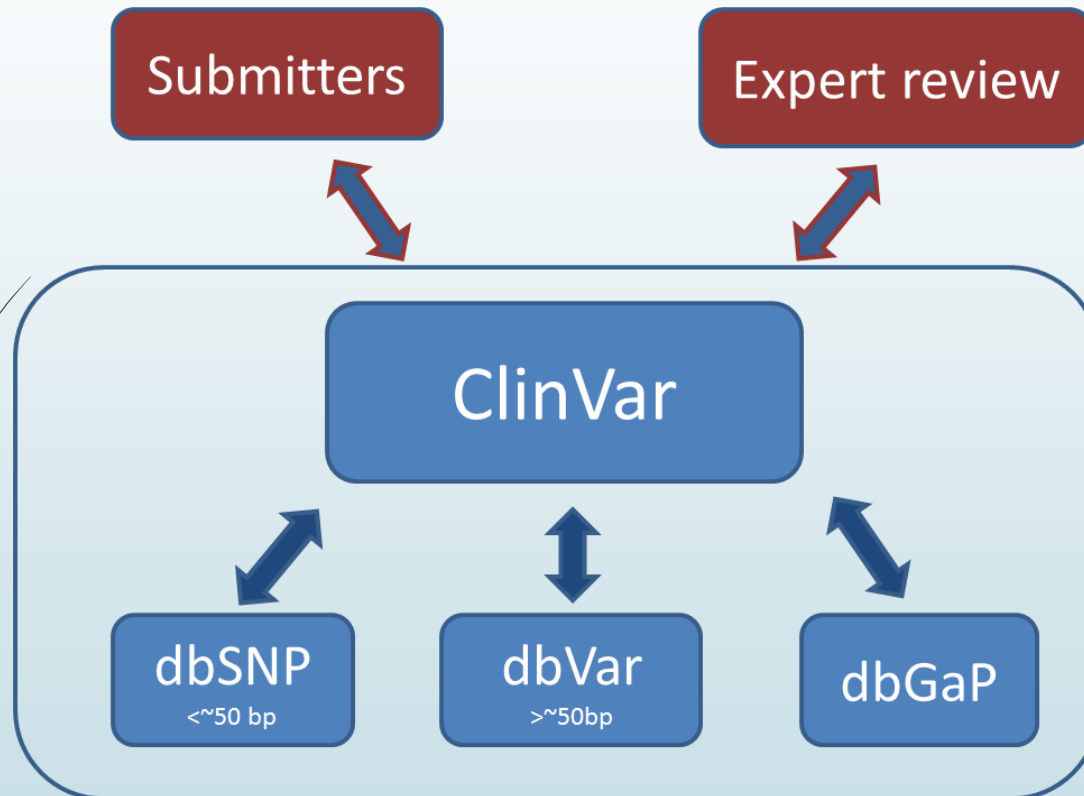 Submitters
Expert review
ClinVar
dbSNP
<~50 bp
dbVar
>~50bp
dbGaP